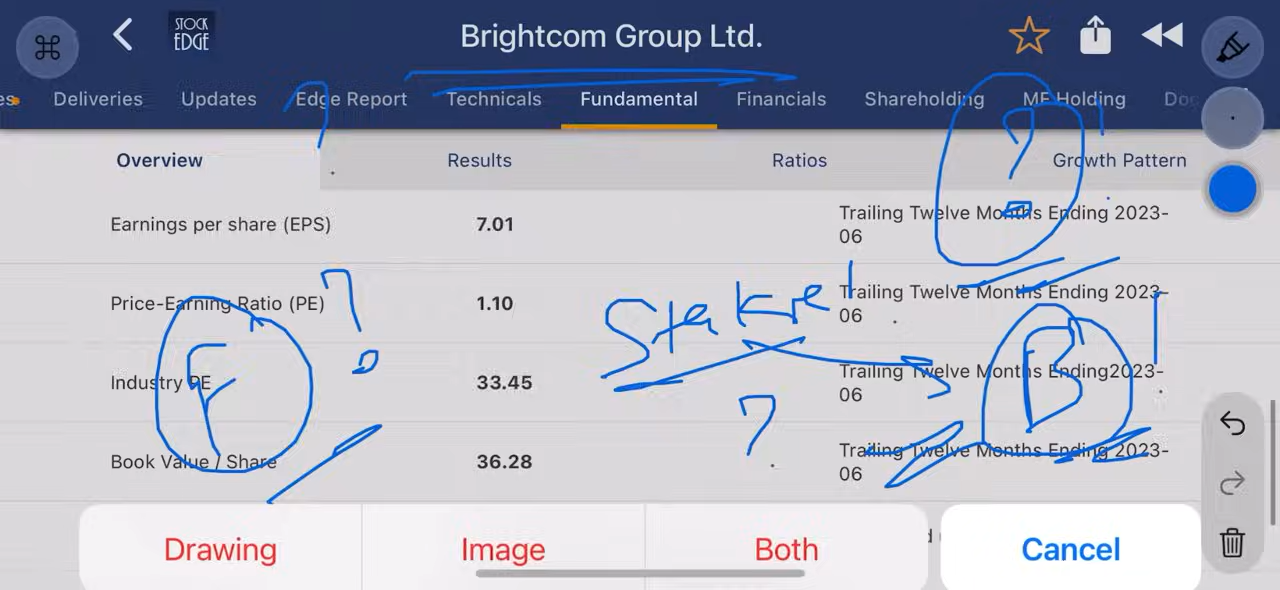 STOCK
EDGE
Brightcom Group Ltd.
Deliveries Updates Edge Report Technicals Fundamental Financials Shareholding MF Holding
Overview Results Ratios Growth Pattern
Earnings per share (EPS) 7.01 Trailing Twelve Months Ending 2023-
06
Price-Earning Ratio (PE) 1.10 Trailing Twelve Months Ending 2023-
06
Industry PE 33.45 Trailing Twelve Months Ending2023-
06
Book Value / Share 36.28 Trailing Twelve Months Ending 2023-
06
?
?
?
F
B
?
Drawing Image Both Cancel